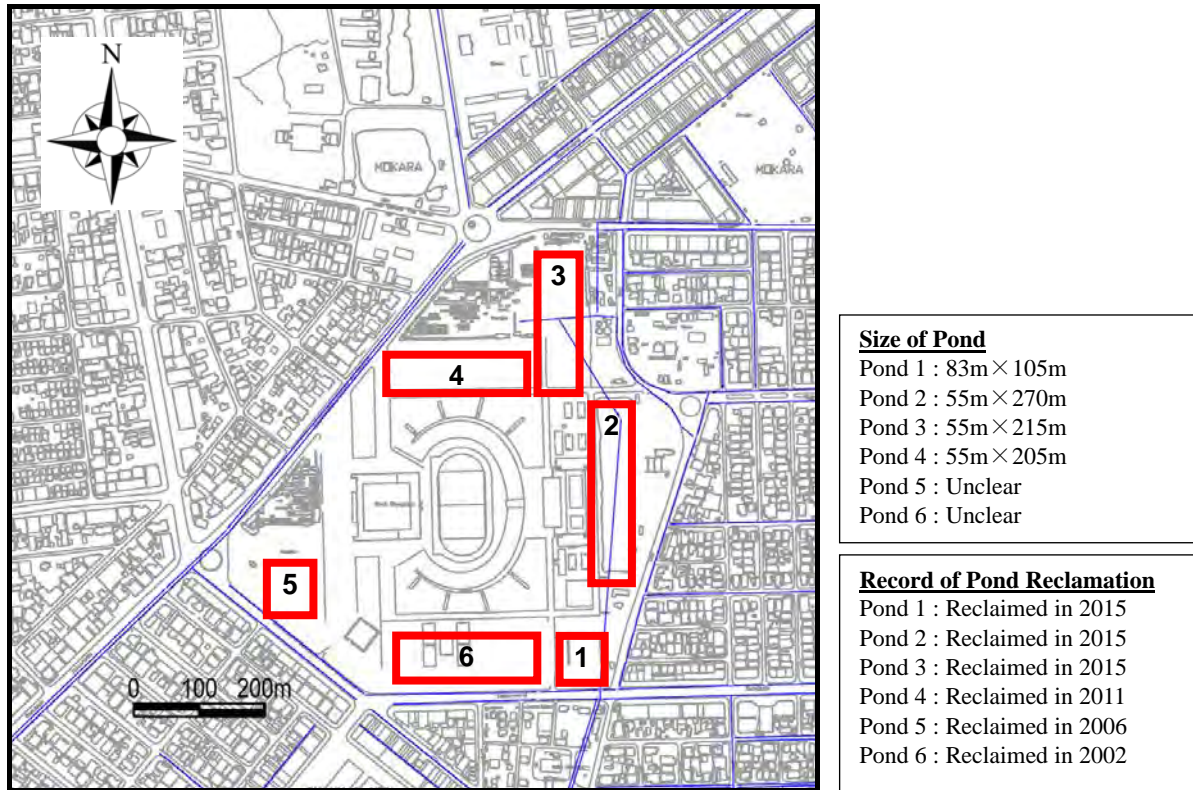 N
MOKARA
MOKARA
3
4
2
5
6
1
0 100 200m
Size of Pond
Pond 1 : 83m×105m
Pond 2 : 55m×270m
Pond 3 : 55m×215m
Pond 4 : 55m×205m
Pond 5 : Unclear
Pond 6 : Unclear
Record of Pond Reclamation
Pond 1 : Reclaimed in 2015
Pond 2 : Reclaimed in 2015
Pond 3 : Reclaimed in 2015
Pond 4 : Reclaimed in 2011
Pond 5 : Reclaimed in 2006
Pond 6 : Reclaimed in 2002